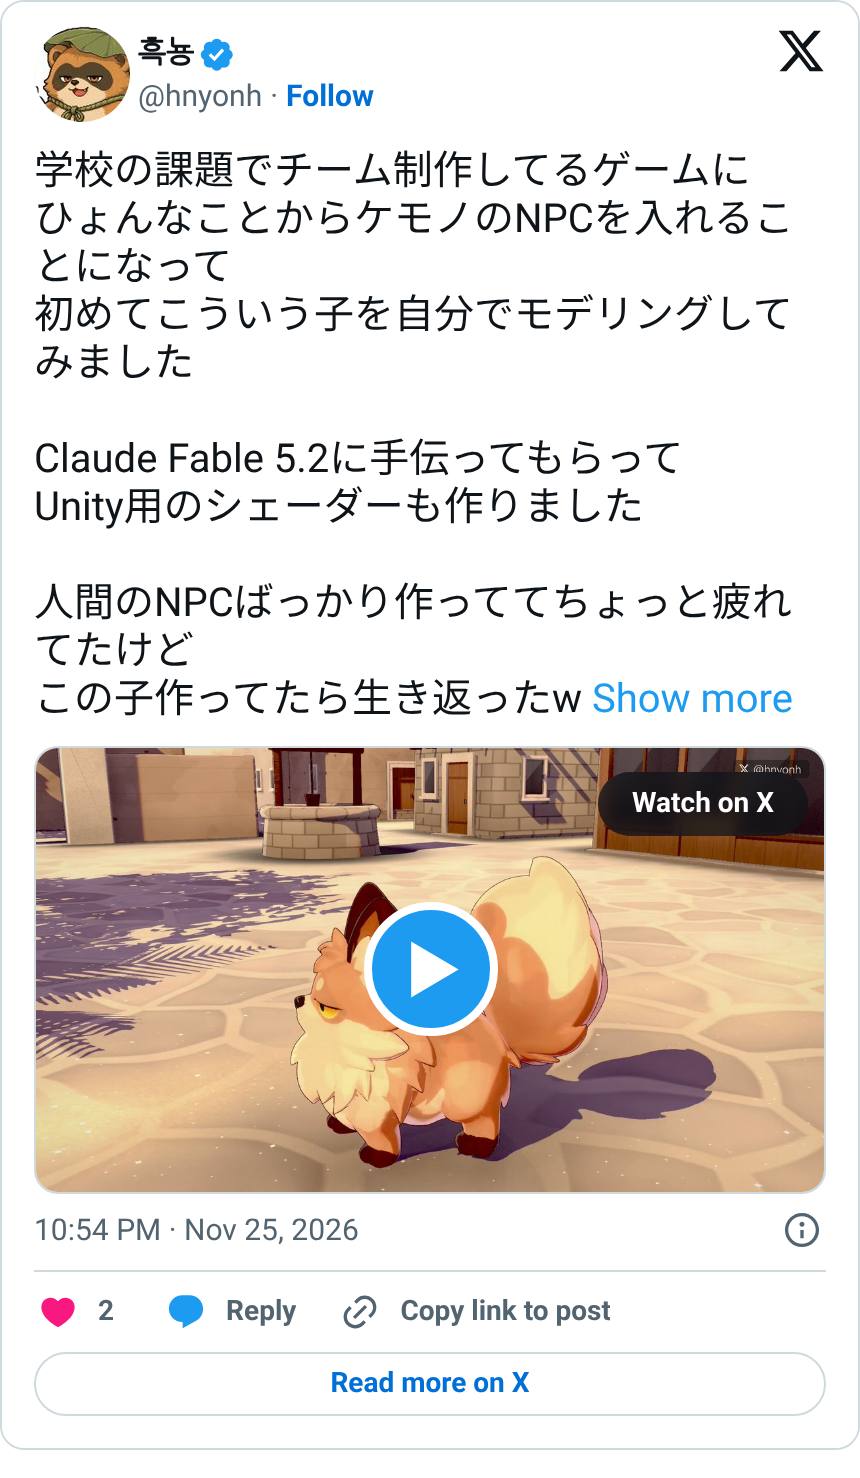 흑뇽
@hnyonh · Follow
学校の課題でチーム制作してるゲームに
ひょんなことからケモノのNPCを入れるこ
とになって
初めてこういう子を自分でモデリングして
みました
Claude Fable 5.2に手伝ってもらって
Unity用のシェーダーも作りました
人間のNPCばっかり作っててちょっと疲れ
てたけど
この子作ってたら生き返ったw Show more
X @hnyonh
Watch on X
10:54 PM · Nov 25, 2026
2 Reply Copy link to post
Read more on X